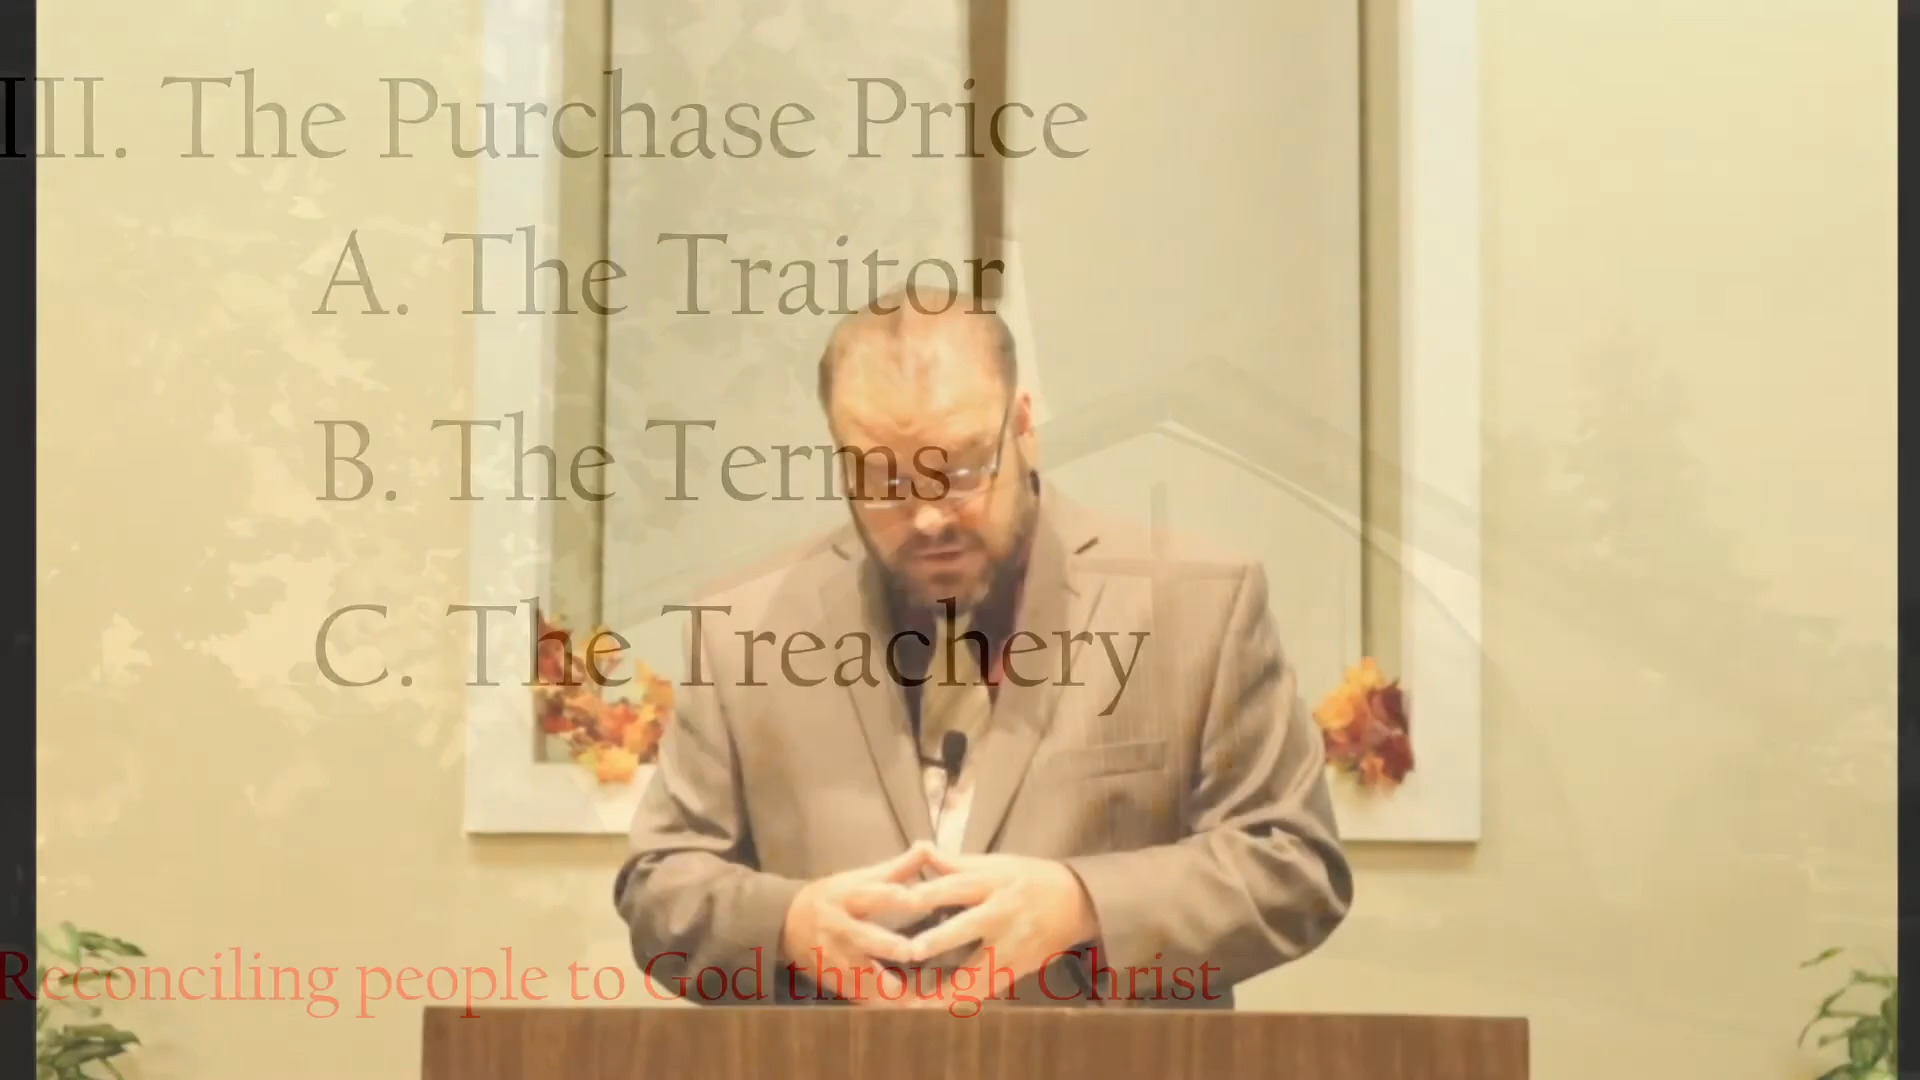 III. The Purchase Price
A. The Traitor
B. The Terms
C. The Treachery
Reconciling people to God through Christ